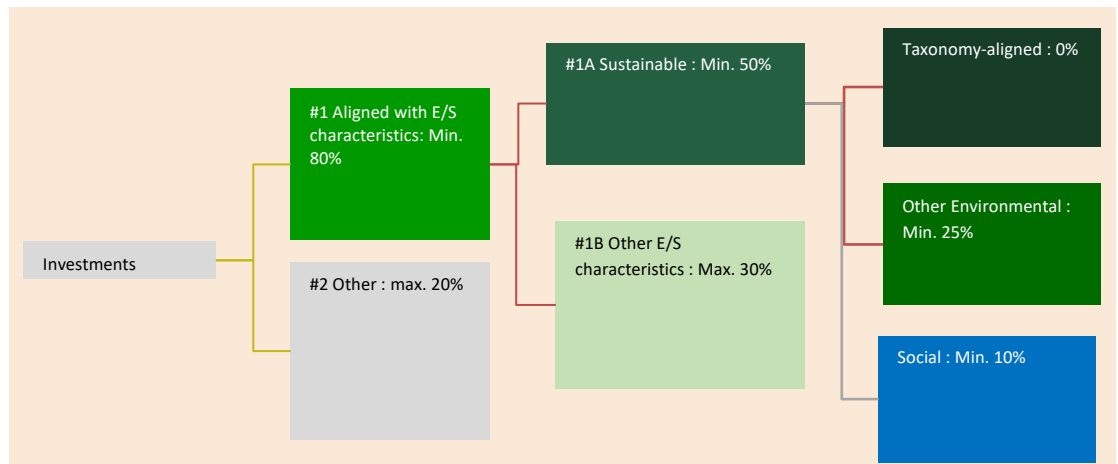 Investments
#1 Aligned with E/S
characteristics: Min.
80%
#2 Other : max. 20%
#1A Sustainable : Min. 50%
#1B Other E/S
characteristics : Max. 30%
Taxonomy-aligned : 0%
Other Environmental :
Min. 25%
Social : Min. 10%